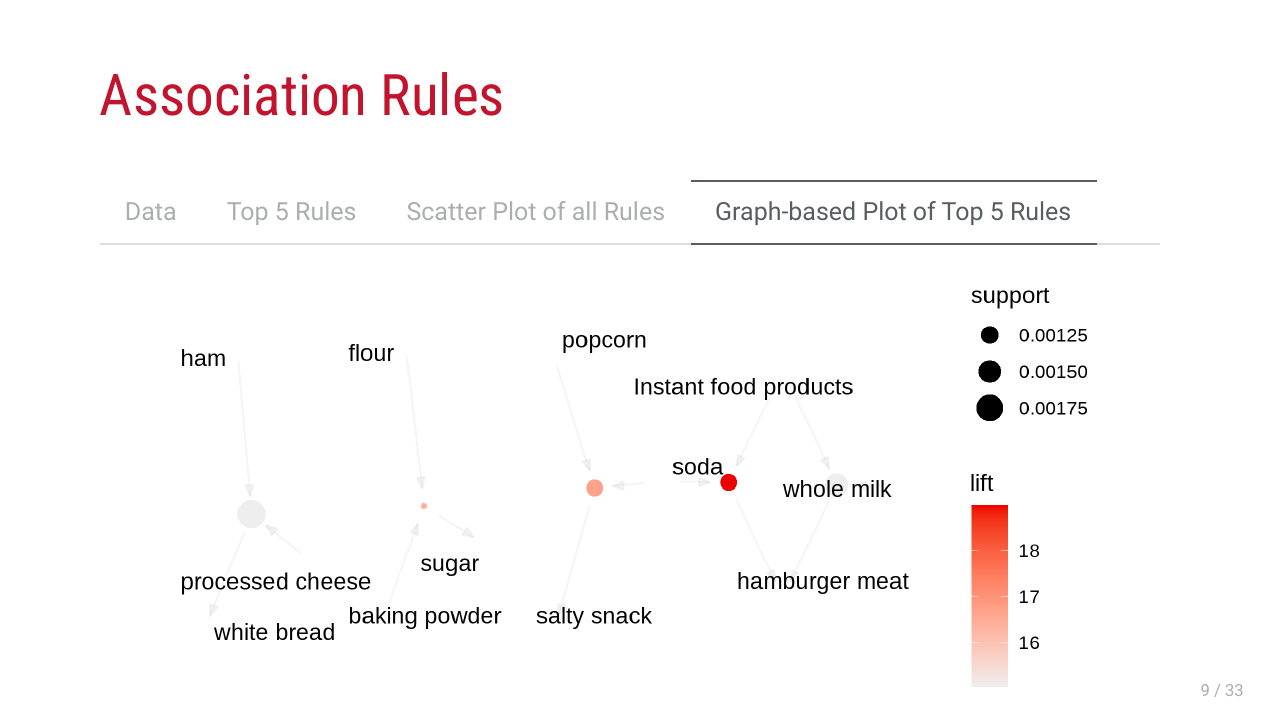 Association Rules
Data
Top 5 Rules
Scatter Plot of all Rules
Graph-based Plot of Top 5 Rules
ham
flour
popcorn
Instant food products
soda
whole milk
sugar
processed cheese
hamburger meat
baking powder
salty snack
white bread
support
0.00125
0.00150
0.00175
lift
18
17
16
9 / 33